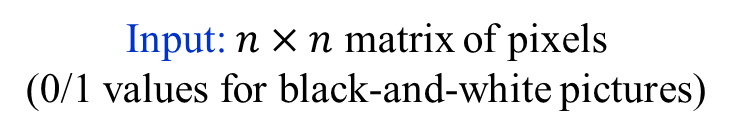 Input: n × n matrix of pixels
(0/1 values for black-and-white pictures)